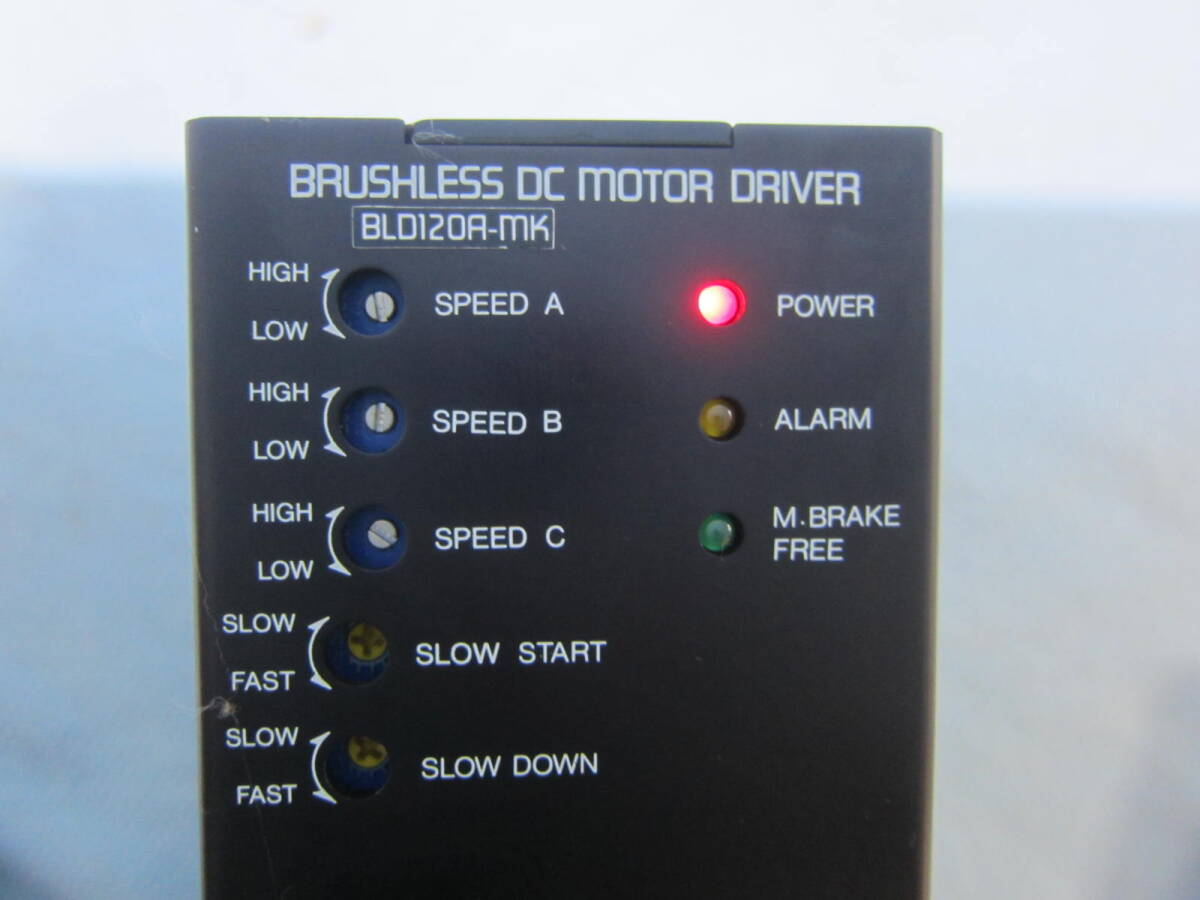 BRUSHLESS DC MOTOR DRIVER
BLD120A-MK
HIGH
LOW
SPEED A
POWER
HIGH
LOW
SPEED B
ALARM
HIGH
LOW
SPEED C
M.BRAKE
FREE
SLOW
FAST
SLOW START
SLOW
FAST
SLOW DOWN